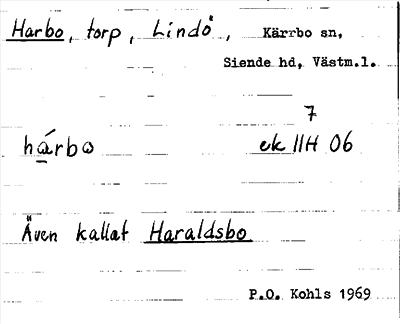 Harbo, torp, Lindö, Kärrbo sn,
Siende hd, Västm.l.
7
hárbo ek 11H 06
Även kallat Haraldsbo
P.O. Kohls 1969